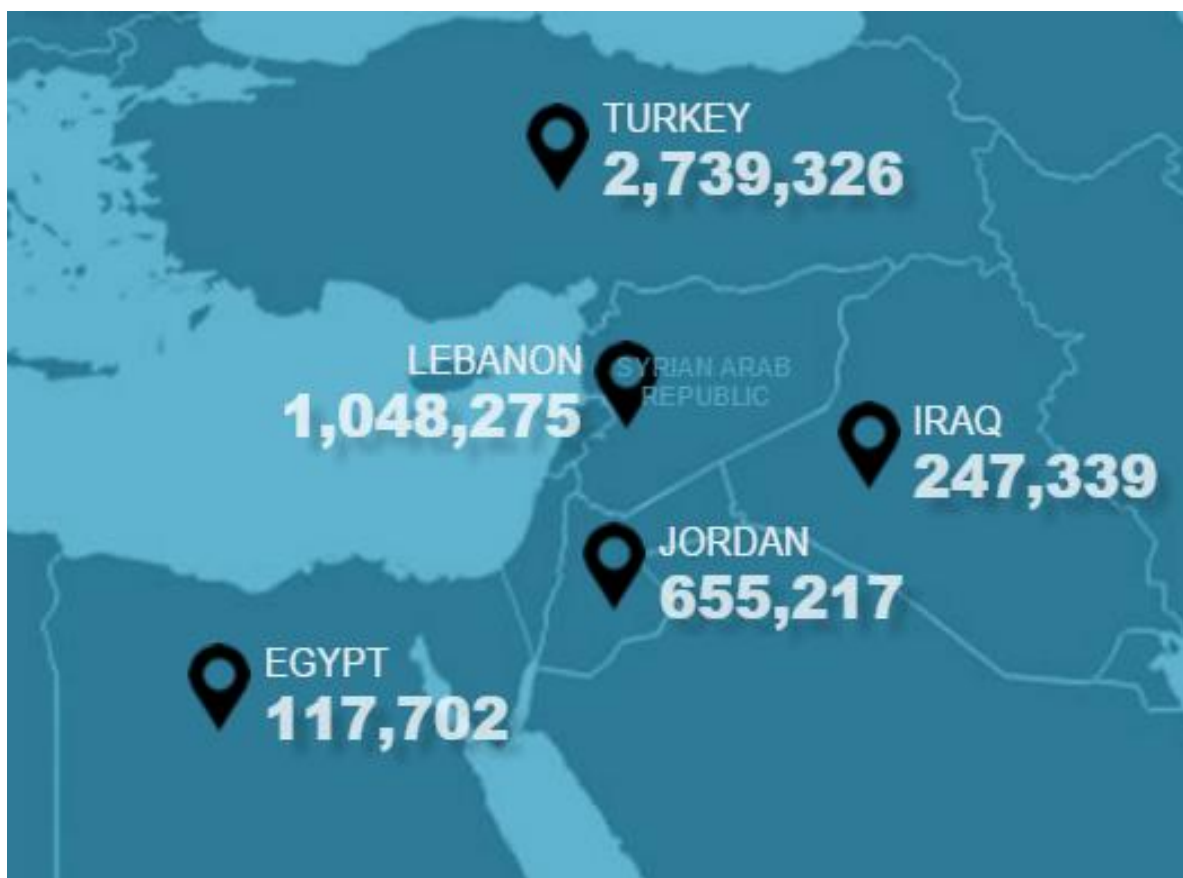 TURKEY
2,739,326
LEBANON
1,048,275
SYRIAN ARAB
REPUBLIC
IRAQ
247,339
JORDAN
655,217
EGYPT
117,702